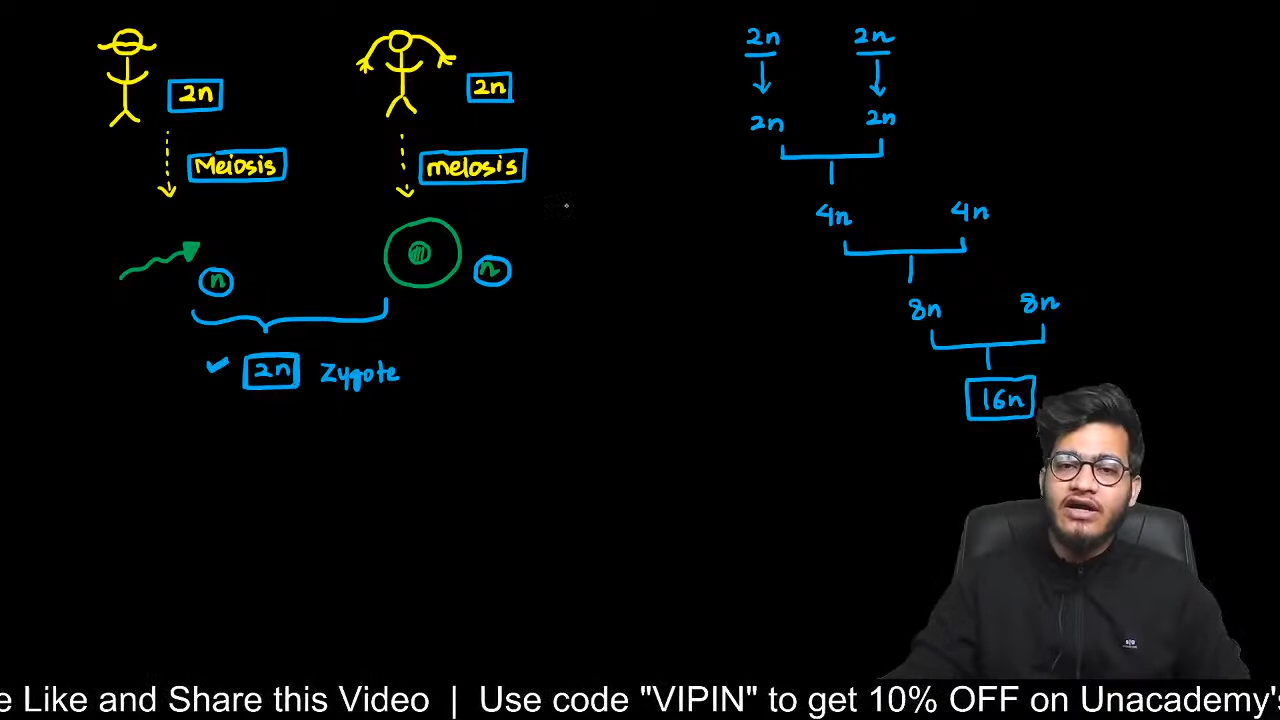 2n
2n
Meiosis
meiosis
n
n
2n Zygote
2n 2n
2n 2n
4n 4n
8n 8n
16n
e Like and Share this Video | Use code "VIPIN" to get 10% OFF on Unacademy's